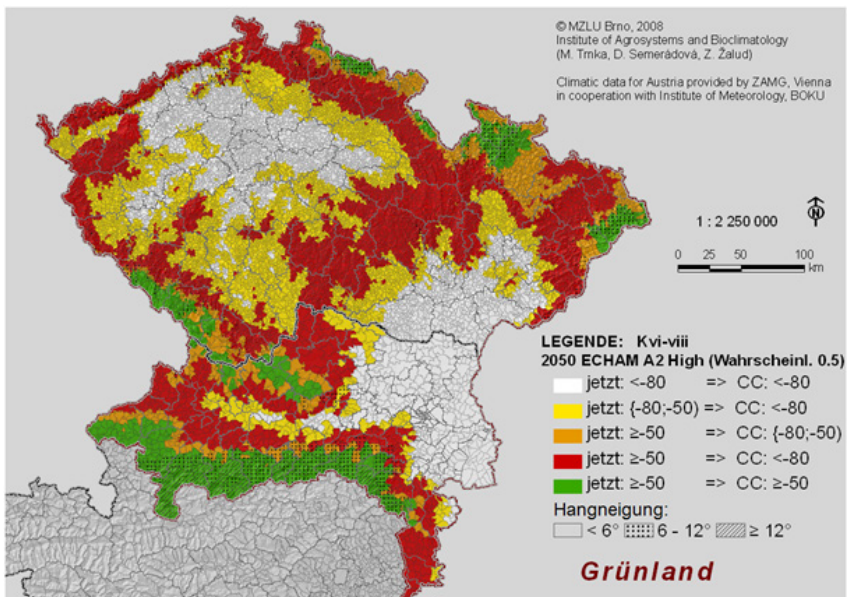 © MZLU Brno, 2008
Institute of Agrosystems and Bioclimatology
(M. Trnka, D. Semerádová, Z. Žalud)
Climatic data for Austria provided by ZAMG, Vienna
in cooperation with Institute of Meteorology, BOKU
1 : 2 250 000
N
0 25 50 100
km
LEGENDE: Kvi-viii
2050 ECHAM A2 High (Wahrscheinl. 0.5)
jetzt: <-80 => CC: <-80
jetzt: {-80;-50) => CC: <-80
jetzt: ≥-50 => CC: {-80;-50)
jetzt: ≥-50 => CC: <-80
jetzt: ≥-50 => CC: ≥-50
Hangneigung:
< 6° 6 - 12° ≥ 12°
Grünland